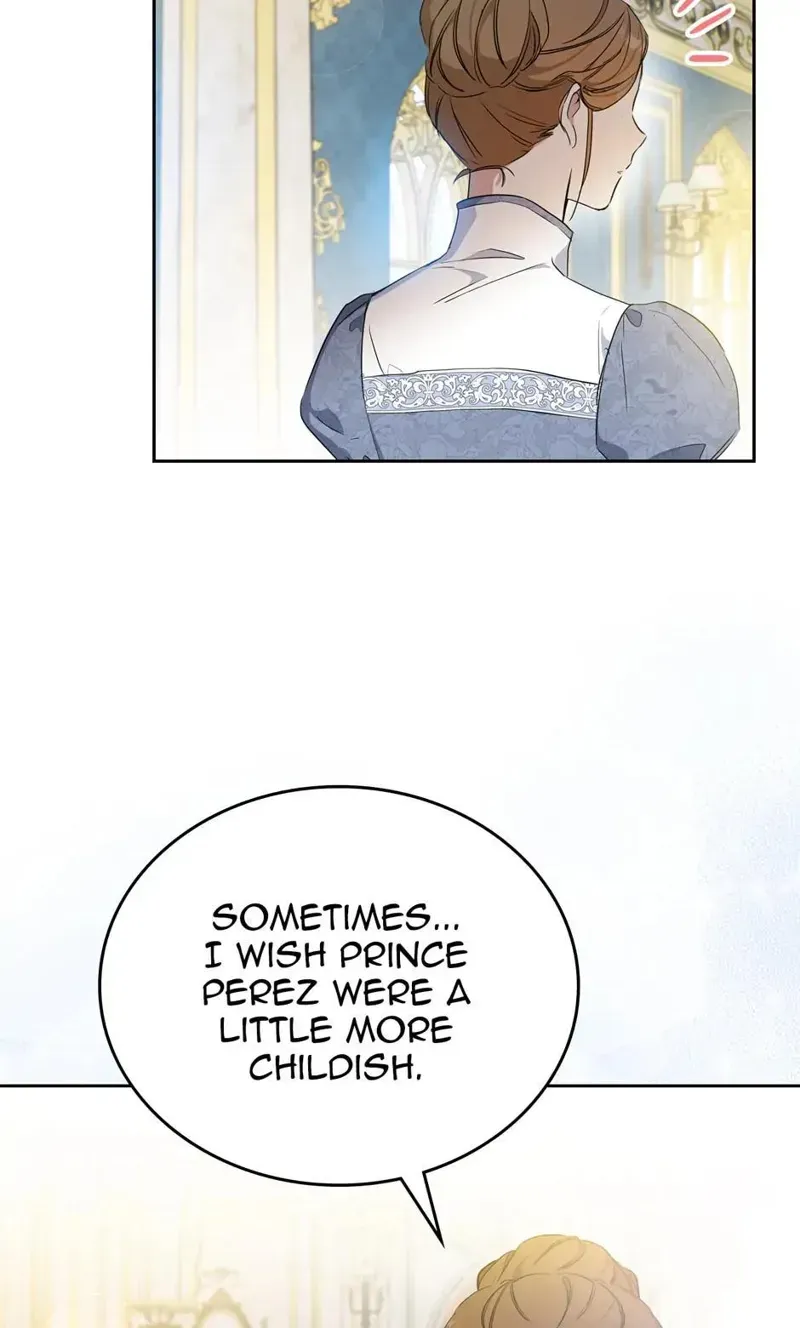 SOMETIMES...
I WISH PRINCE
PEREZ WERE A
LITTLE MORE
CHILDISH.